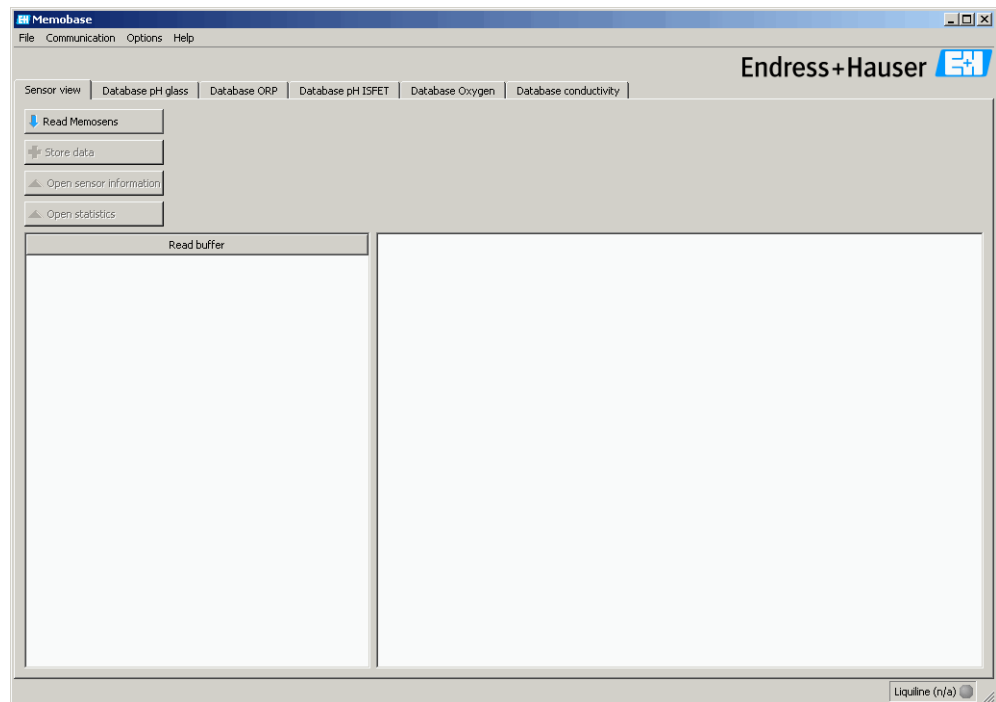 Memobase
File Communication Options Help
Endress+Hauser EH
Sensor view Database pH glass Database ORP Database pH ISFET Database Oxygen Database conductivity
Read Memosens
Store data
Open sensor information
Open statistics
Read buffer
Liquiline (n/a)